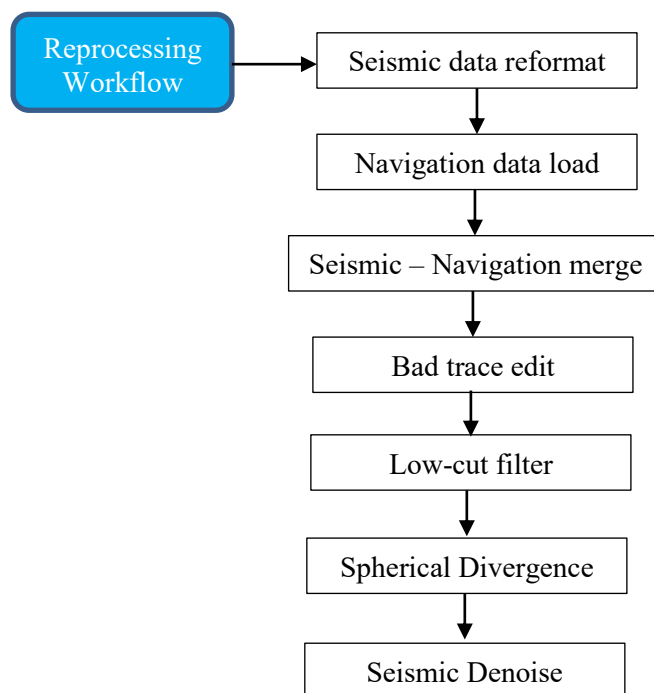 Reprocessing
Workflow
Seismic data reformat
Navigation data load
Seismic – Navigation merge
Bad trace edit
Low-cut filter
Spherical Divergence
Seismic Denoise